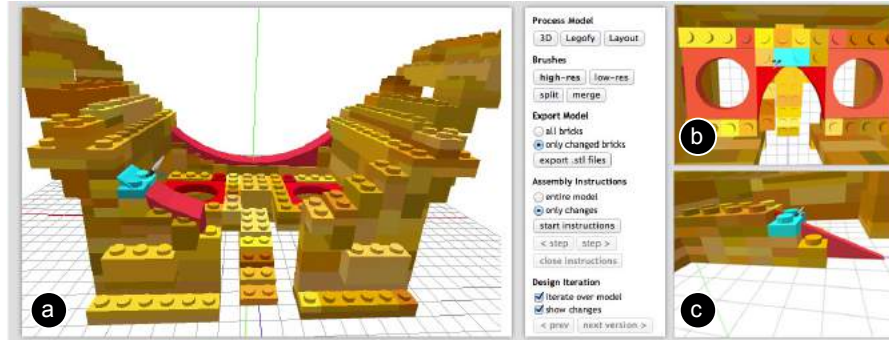 Process Model
3D Legofy Layout
Brushes
high-res low-res
split merge
Export Model
all bricks
only changed bricks
export .stl files
Assembly Instructions
entire model
only changes
start instructions
< step step >
close instructions
Design Iteration
iterate over model
show changes
< prev next version >
a
b
c